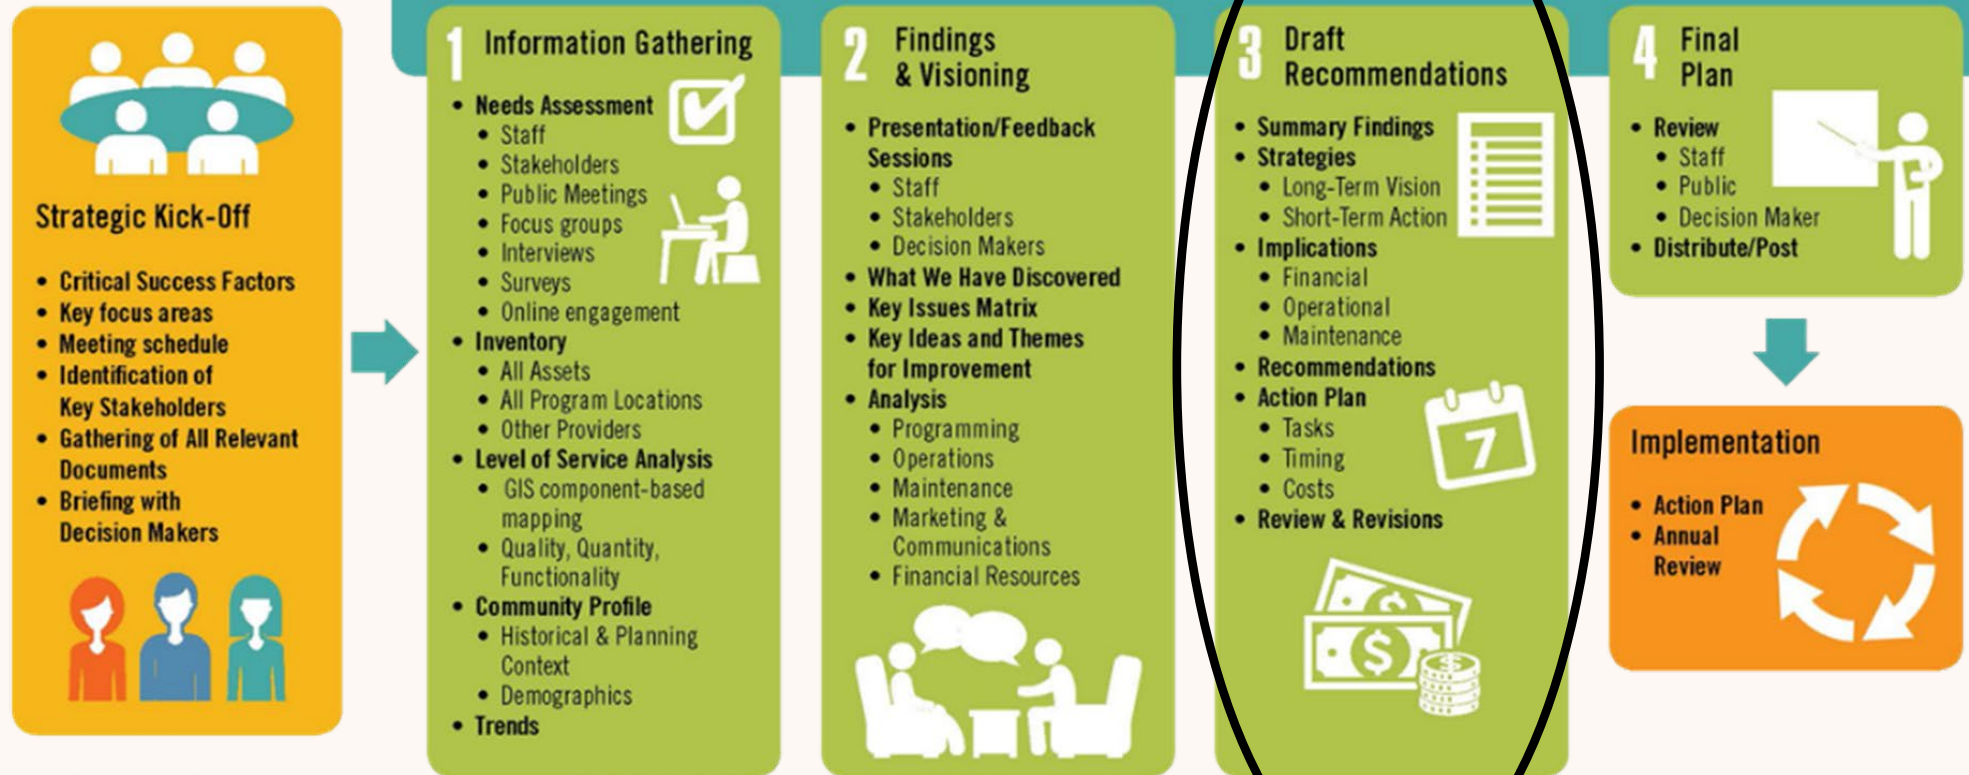 Strategic Kick-Off
• Critical Success Factors
• Key focus areas
• Meeting schedule
• Identification of
Key Stakeholders
• Gathering of All Relevant
Documents
• Briefing with
Decision Makers
1 Information Gathering
• Needs Assessment
• Staff
• Stakeholders
• Public Meetings
• Focus groups
• Interviews
• Surveys
• Online engagement
• Inventory
• All Assets
• All Program Locations
• Other Providers
• Level of Service Analysis
• GIS component-based
mapping
• Quality, Quantity,
Functionality
• Community Profile
• Historical & Planning
Context
• Demographics
• Trends
2 Findings
& Visioning
• Presentation/Feedback
Sessions
• Staff
• Stakeholders
• Decision Makers
• What We Have Discovered
• Key Issues Matrix
• Key Ideas and Themes
for Improvement
• Analysis
• Programming
• Operations
• Maintenance
• Marketing &
Communications
• Financial Resources
3 Draft
Recommendations
• Summary Findings
• Strategies
• Long-Term Vision
• Short-Term Action
• Implications
• Financial
• Operational
• Maintenance
• Recommendations
• Action Plan
• Tasks
• Timing
• Costs
• Review & Revisions
7
$
$
4 Final
Plan
• Review
• Staff
• Public
• Decision Maker
• Distribute/Post
Implementation
• Action Plan
• Annual
Review